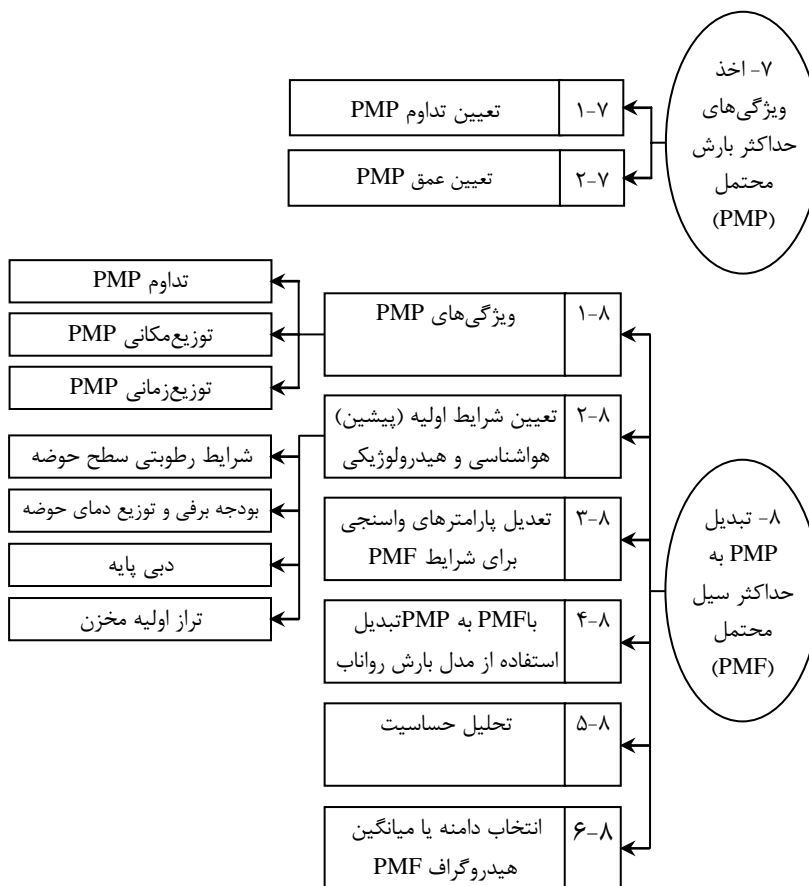 ۷- اخذ
ویژگی‌های
حداکثر بارش
محتمل
(PMP)
۷-۱
تعیین تداوم PMP
۷-۲
تعیین عمق PMP
۸- تبدیل
PMP به
حداکثر سیل
محتمل
(PMF)
۸-۱
ویژگی‌های PMP
تداوم PMP
توزیع‌مکانی PMP
توزیع‌زمانی PMP
۸-۲
تعیین شرایط اولیه (پیشین)
هواشناسی و هیدرولوژیکی
شرایط رطوبتی سطح حوضه
بودجه برفی و توزیع دمای حوضه
دبی پایه
تراز اولیه مخزن
۸-۳
تعدیل پارامترهای واسنجی
برای شرایط PMF
۸-۴
تبدیلPMP به PMFبا
استفاده از مدل بارش رواناب
۸-۵
تحلیل حساسیت
۸-۶
انتخاب دامنه یا میانگین
هیدروگراف PMF